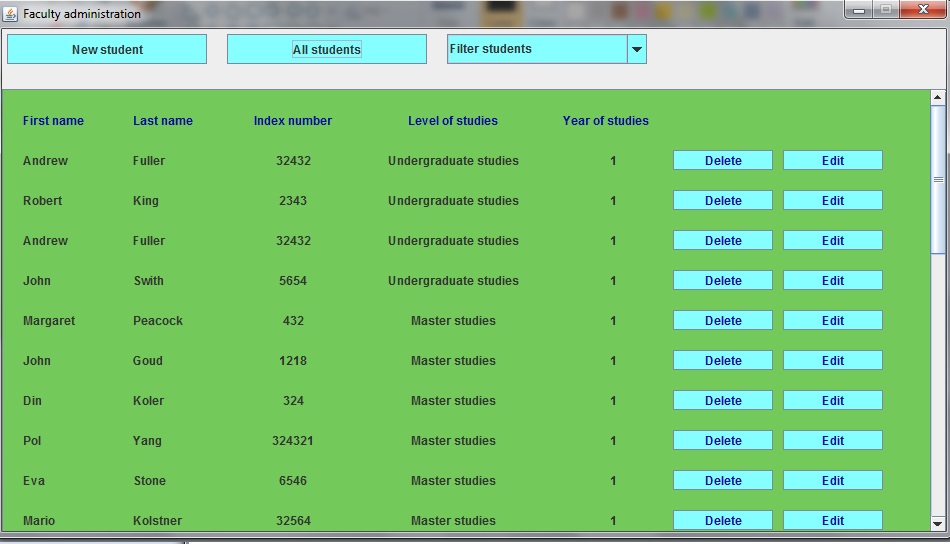 Faculty administration
New student All students Filter students
First name Last name Index number Level of studies Year of studies
Andrew Fuller 32432 Undergraduate studies 1 Delete Edit
Robert King 2343 Undergraduate studies 1 Delete Edit
Andrew Fuller 32432 Undergraduate studies 1 Delete Edit
John Swith 5654 Undergraduate studies 1 Delete Edit
Margaret Peacock 432 Master studies 1 Delete Edit
John Goud 1218 Master studies 1 Delete Edit
Din Koler 324 Master studies 1 Delete Edit
Pol Yang 324321 Master studies 1 Delete Edit
Eva Stone 6546 Master studies 1 Delete Edit
Mario Kolstner 32564 Master studies 1 Delete Edit